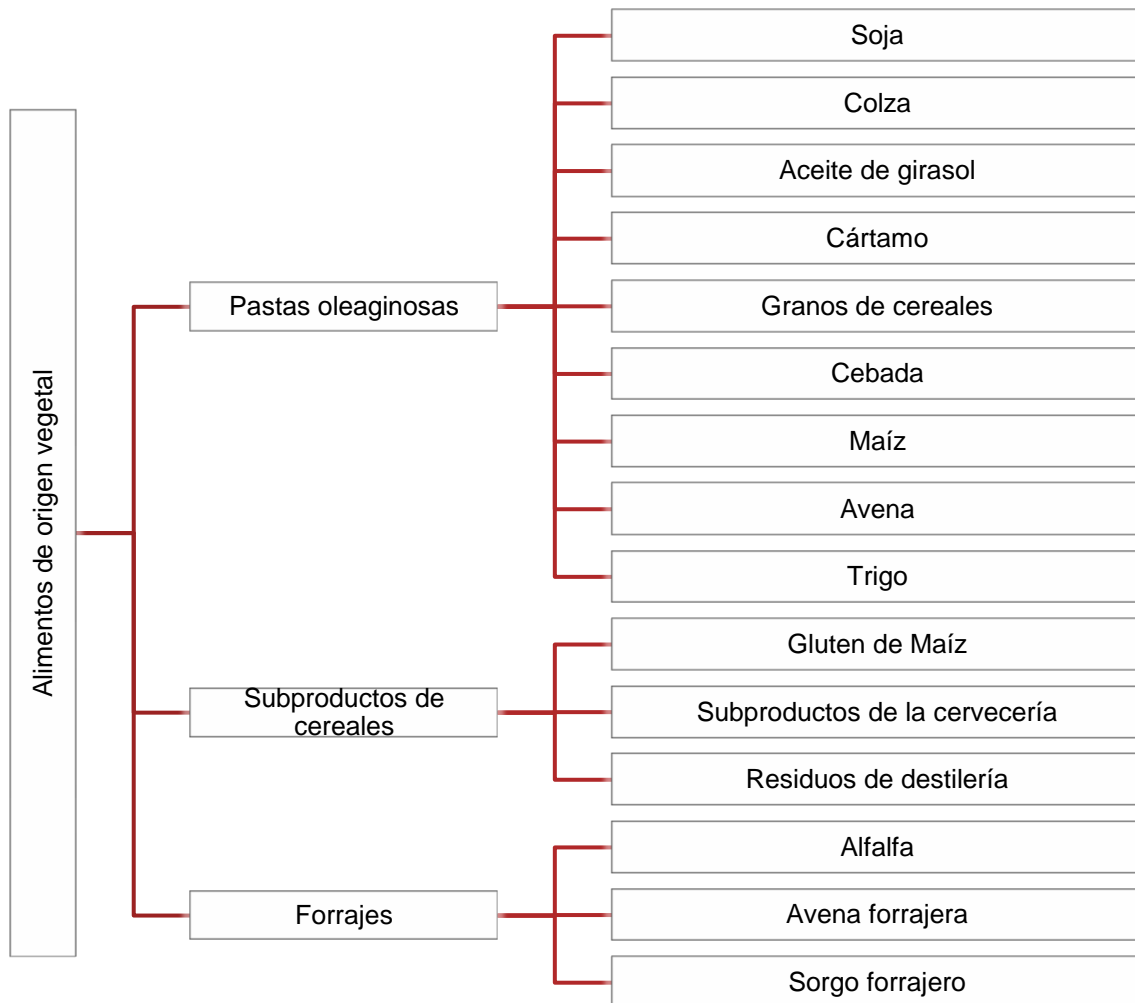 Alimentos de origen vegetal
Pastas oleaginosas
Soja
Colza
Aceite de girasol
Cártamo
Granos de cereales
Cebada
Maíz
Avena
Trigo
Subproductos de
cereales
Gluten de Maíz
Subproductos de la cervecería
Residuos de destilería
Forrajes
Alfalfa
Avena forrajera
Sorgo forrajero